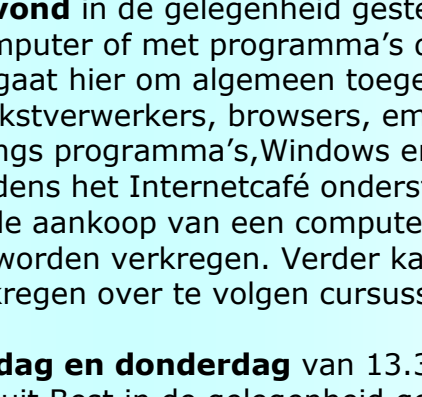 vond in de gelegenheid geste
mputer of met programma's o
gaat hier om algemeen toege
kstverwerkers, browsers, em
ngs programma's,Windows en
dens het Internetcafé onderst
de aankoop van een compute
worden verkregen. Verder ka
kregen over te volgen cursuss
dag en donderdag van 13.3
uit Best in de gelegenheid ge